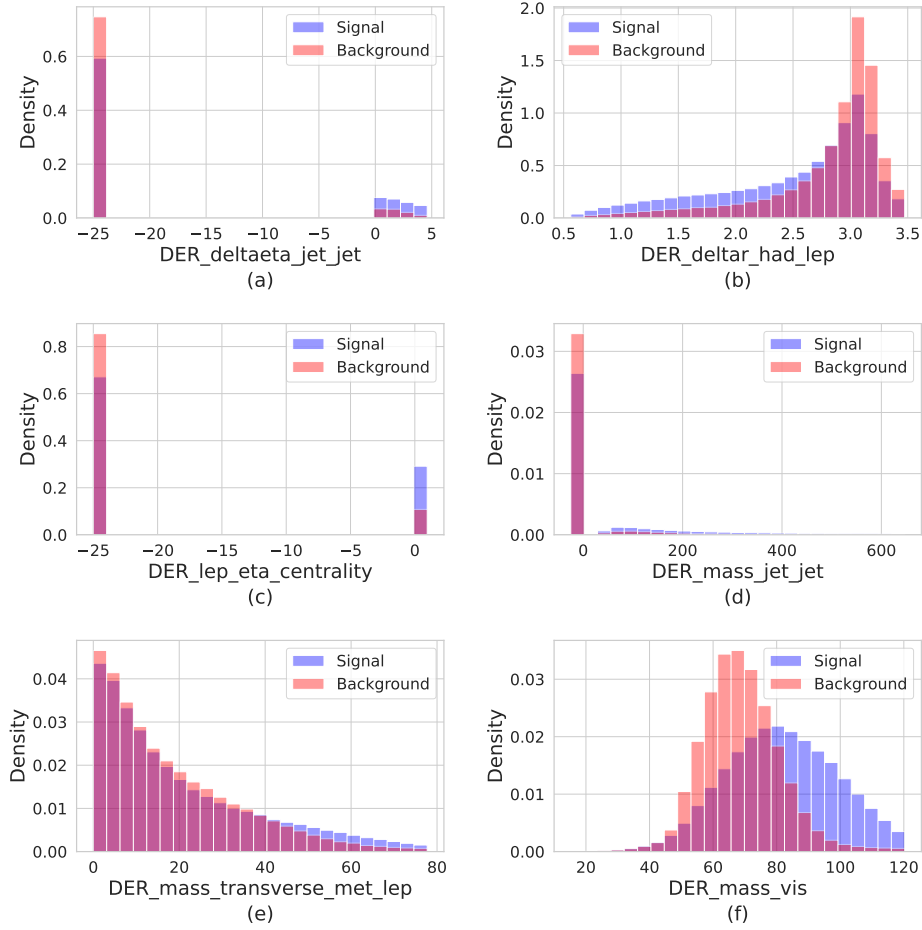 Signal
Background
Density
0.6
0.4
0.2
0.0
−25 −20 −15 −10 −5 0 5
DER_deltaeta_jet_jet
(a)
Signal
Background
Density
2.0
1.5
1.0
0.5
0.0
0.5 1.0 1.5 2.0 2.5 3.0 3.5
DER_deltar_had_lep
(b)
Signal
Background
Density
0.8
0.6
0.4
0.2
0.0
−25 −20 −15 −10 −5 0
DER_lep_eta_centrality
(c)
Signal
Background
Density
0.03
0.02
0.01
0.00
0 200 400 600
DER_mass_jet_jet
(d)
Signal
Background
Density
0.04
0.03
0.02
0.01
0.00
0 20 40 60 80
DER_mass_transverse_met_lep
(e)
Signal
Background
Density
0.03
0.02
0.01
0.00
20 40 60 80 100 120
DER_mass_vis
(f)